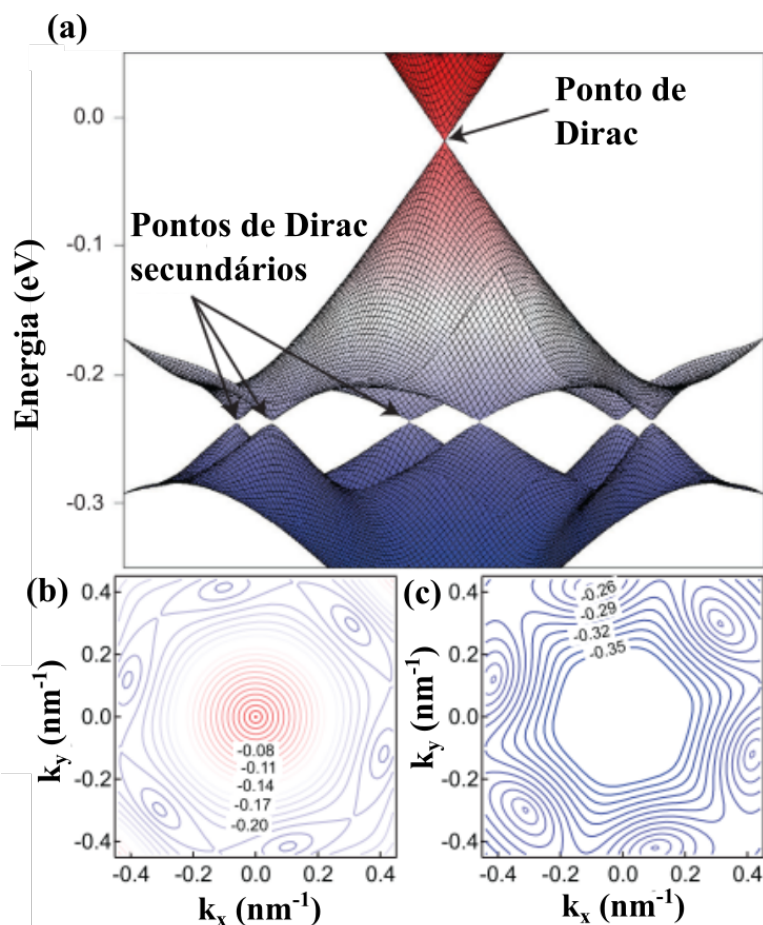 (a)
Ponto de
Dirac
0.0
Pontos de Dirac
secundários
-0.1
Energia (eV)
-0.2
-0.3
(b)
0.4
0.2
0.0
-0.2
-0.4
k_y (nm⁻¹)
-0.08
-0.11
-0.14
-0.17
-0.20
-0.4 -0.2 0.0 0.2 0.4
k_x (nm⁻¹)
(c)
0.4
0.2
0.0
-0.2
-0.4
k_y (nm⁻¹)
-0.26
-0.29
-0.32
-0.35
-0.4 -0.2 0.0 0.2 0.4
k_x (nm⁻¹)